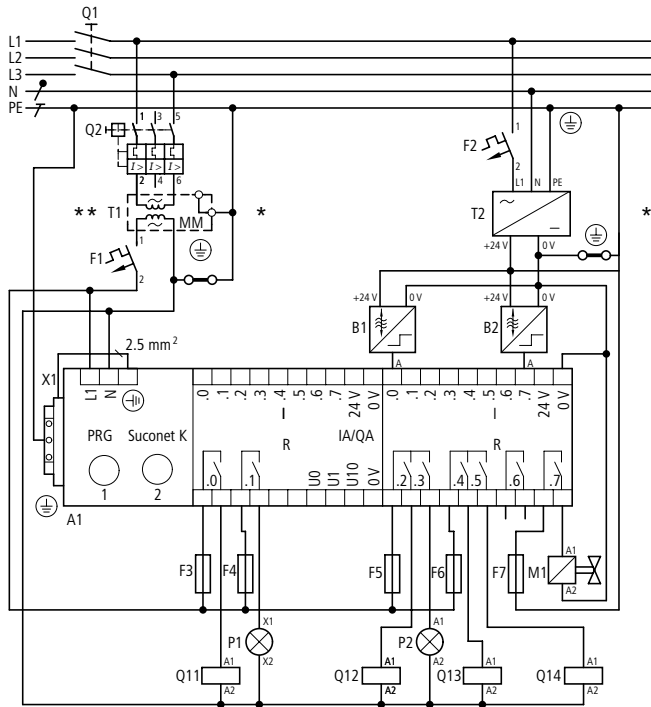 Q1
L1
L2
L3
N
PE
1 3 5
Q2
I> I> I>
2 4 6
F2
1
2
L1 N PE
** T1 MM * T2 *
+24 V 0 V
F1
1
2
+24 V 0 V +24 V 0 V
B1 B2
A A
2.5 mm²
X1
L1 N
.0 .1 .2 .3 .4 .5 .6 .7 24 V 0 V .0 .1 .2 .3 .4 .5 .6 .7 24 V 0 V
I I
PRG Suconet K R IA/QA R
.0 .1 U0 U1 U10 0 V .2 .3 .4 .5 .6 .7
1 2
A1
F3 F4 F5 F6 F7 M1
A1
A2
P1 X1 P2 A1
X2 A2
Q11 A1 Q12 A1 Q13 A1 Q14 A1
A2 A2 A2 A2